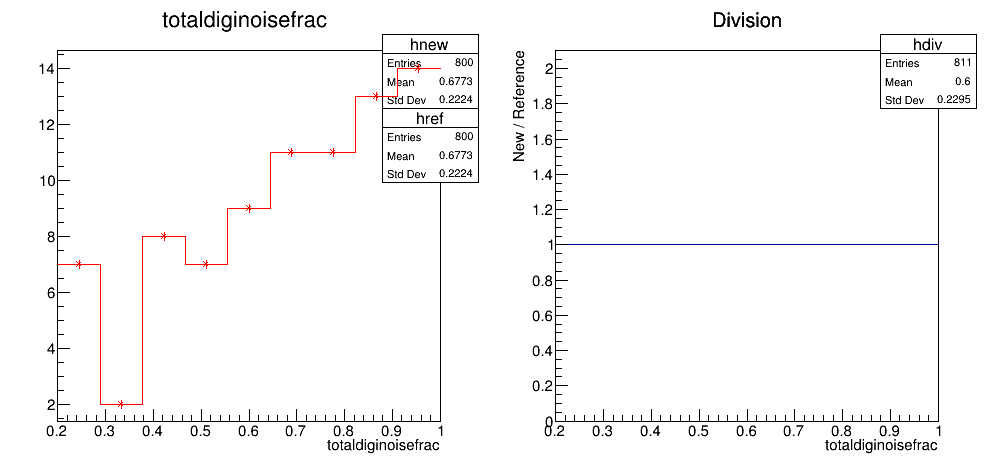 totaldiginoisefrac
hnew
Entries 800
Mean 0.6773
Std Dev 0.2224
href
Entries 800
Mean 0.6773
Std Dev 0.2224
14
12
10
8
6
4
2
0.2 0.3 0.4 0.5 0.6 0.7 0.8 0.9 1
totaldiginoisefrac
Division
hdiv
Entries 811
Mean 0.6
Std Dev 0.2295
New / Reference
2
1.8
1.6
1.4
1.2
1
0.8
0.6
0.4
0.2
0
0.2 0.3 0.4 0.5 0.6 0.7 0.8 0.9 1
totaldiginoisefrac